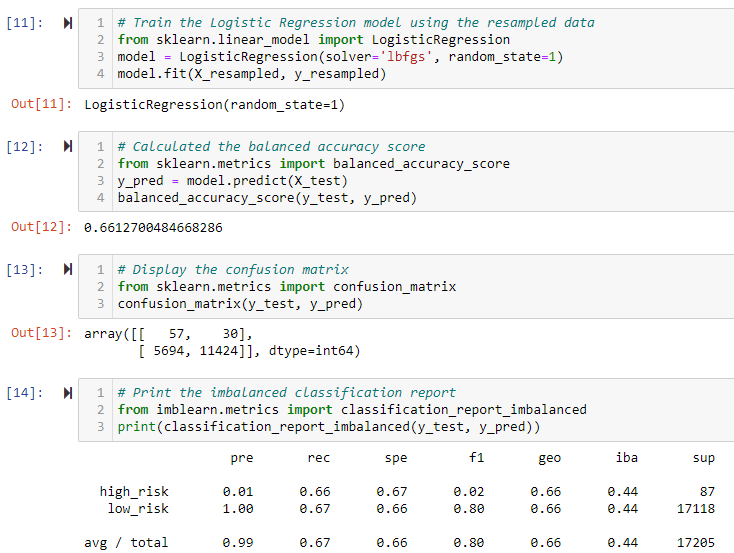 [11]:
1 # Train the Logistic Regression model using the resampled data
2 from sklearn.linear_model import LogisticRegression
3 model = LogisticRegression(solver='lbfgs', random_state=1)
4 model.fit(X_resampled, y_resampled)
Out[11]: LogisticRegression(random_state=1)
[12]:
1 # Calculated the balanced accuracy score
2 from sklearn.metrics import balanced_accuracy_score
3 y_pred = model.predict(X_test)
4 balanced_accuracy_score(y_test, y_pred)
Out[12]: 0.6612700484668286
[13]:
1 # Display the confusion matrix
2 from sklearn.metrics import confusion_matrix
3 confusion_matrix(y_test, y_pred)
Out[13]: array([[   57,    30],
       [ 5694, 11424]], dtype=int64)
[14]:
1 # Print the imbalanced classification report
2 from imblearn.metrics import classification_report_imbalanced
3 print(classification_report_imbalanced(y_test, y_pred))
pre rec spe f1 geo iba sup
high_risk 0.01 0.66 0.67 0.02 0.66 0.44 87
low_risk 1.00 0.67 0.66 0.80 0.66 0.44 17118
avg / total 0.99 0.67 0.66 0.80 0.66 0.44 17205